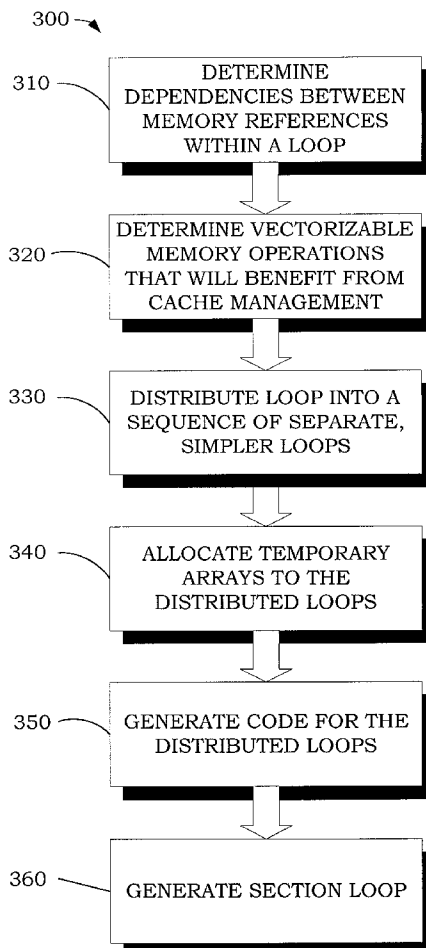 300
310
DETERMINE
DEPENDENCIES BETWEEN
MEMORY REFERENCES
WITHIN A LOOP
320
DETERMINE VECTORIZABLE
MEMORY OPERATIONS
THAT WILL BENEFIT FROM
CACHE MANAGEMENT
330
DISTRIBUTE LOOP INTO A
SEQUENCE OF SEPARATE,
SIMPLER LOOPS
340
ALLOCATE TEMPORARY
ARRAYS TO THE
DISTRIBUTED LOOPS
350
GENERATE CODE FOR THE
DISTRIBUTED LOOPS
360
GENERATE SECTION LOOP